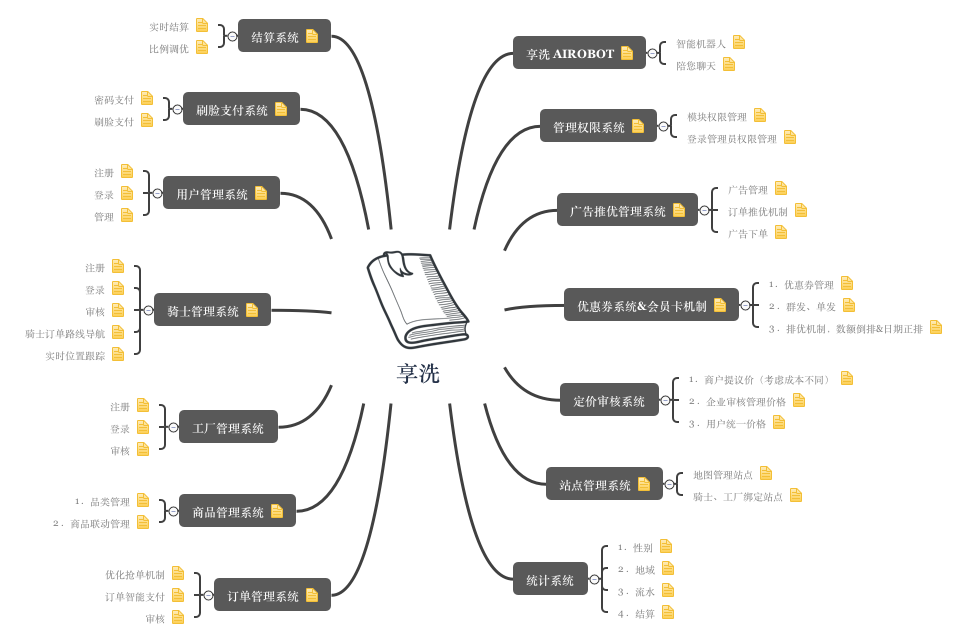 享洗
享洗 AIROBOT
智能机器人
陪您聊天
管理权限系统
模块权限管理
登录管理员权限管理
广告推优管理系统
广告管理
订单推优机制
广告下单
优惠券系统&会员卡机制
1. 优惠券管理
2. 群发、单发
3. 排优机制，数额倒排&日期正排
定价审核系统
1. 商户提议价（考虑成本不同）
2. 企业审核管理价格
3. 用户统一价格
站点管理系统
地图管理站点
骑士、工厂绑定站点
统计系统
1. 性别
2. 地域
3. 流水
4. 结算
结算系统
实时结算
比例调优
刷脸支付系统
密码支付
刷脸支付
用户管理系统
注册
登录
管理
骑士管理系统
注册
登录
审核
骑士订单路线导航
实时位置跟踪
工厂管理系统
注册
登录
审核
商品管理系统
1. 品类管理
2. 商品联动管理
订单管理系统
优化抢单机制
订单智能支付
审核